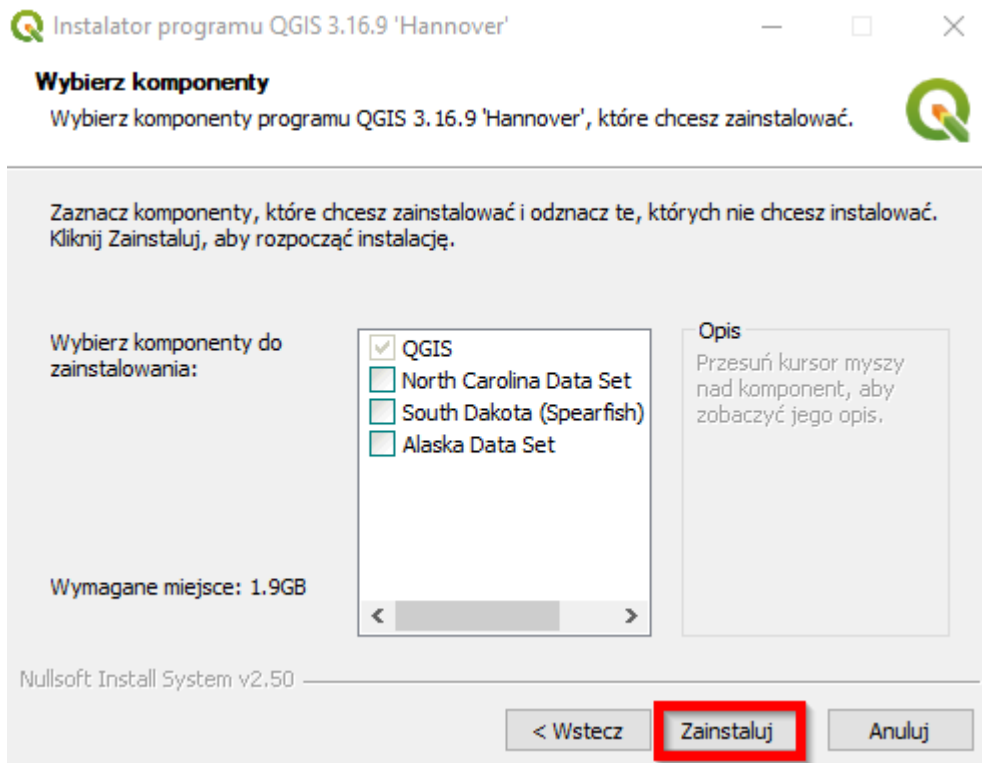 Instalator programu QGIS 3.16.9 'Hannover'
Wybierz komponenty
Wybierz komponenty programu QGIS 3.16.9 'Hannover', które chcesz zainstalować.
Zaznacz komponenty, które chcesz zainstalować i odznacz te, których nie chcesz instalować.
Kliknij Zainstaluj, aby rozpocząć instalację.
Wybierz komponenty do
zainstalowania:
QGIS
North Carolina Data Set
South Dakota (Spearfish)
Alaska Data Set
Opis
Przesuń kursor myszy
nad komponent, aby
zobaczyć jego opis.
Wymagane miejsce: 1.9GB
Nullsoft Install System v2.50
< Wstecz
Zainstaluj
Anuluj